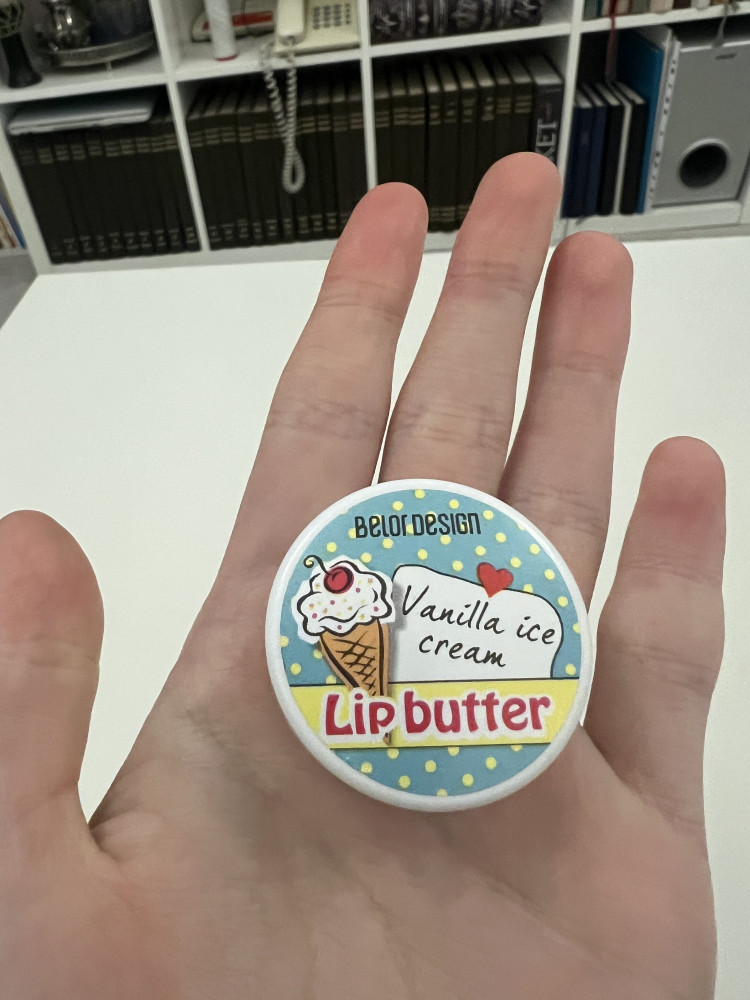 BELORDESIGN
Vanilla ice
cream
Lip butter